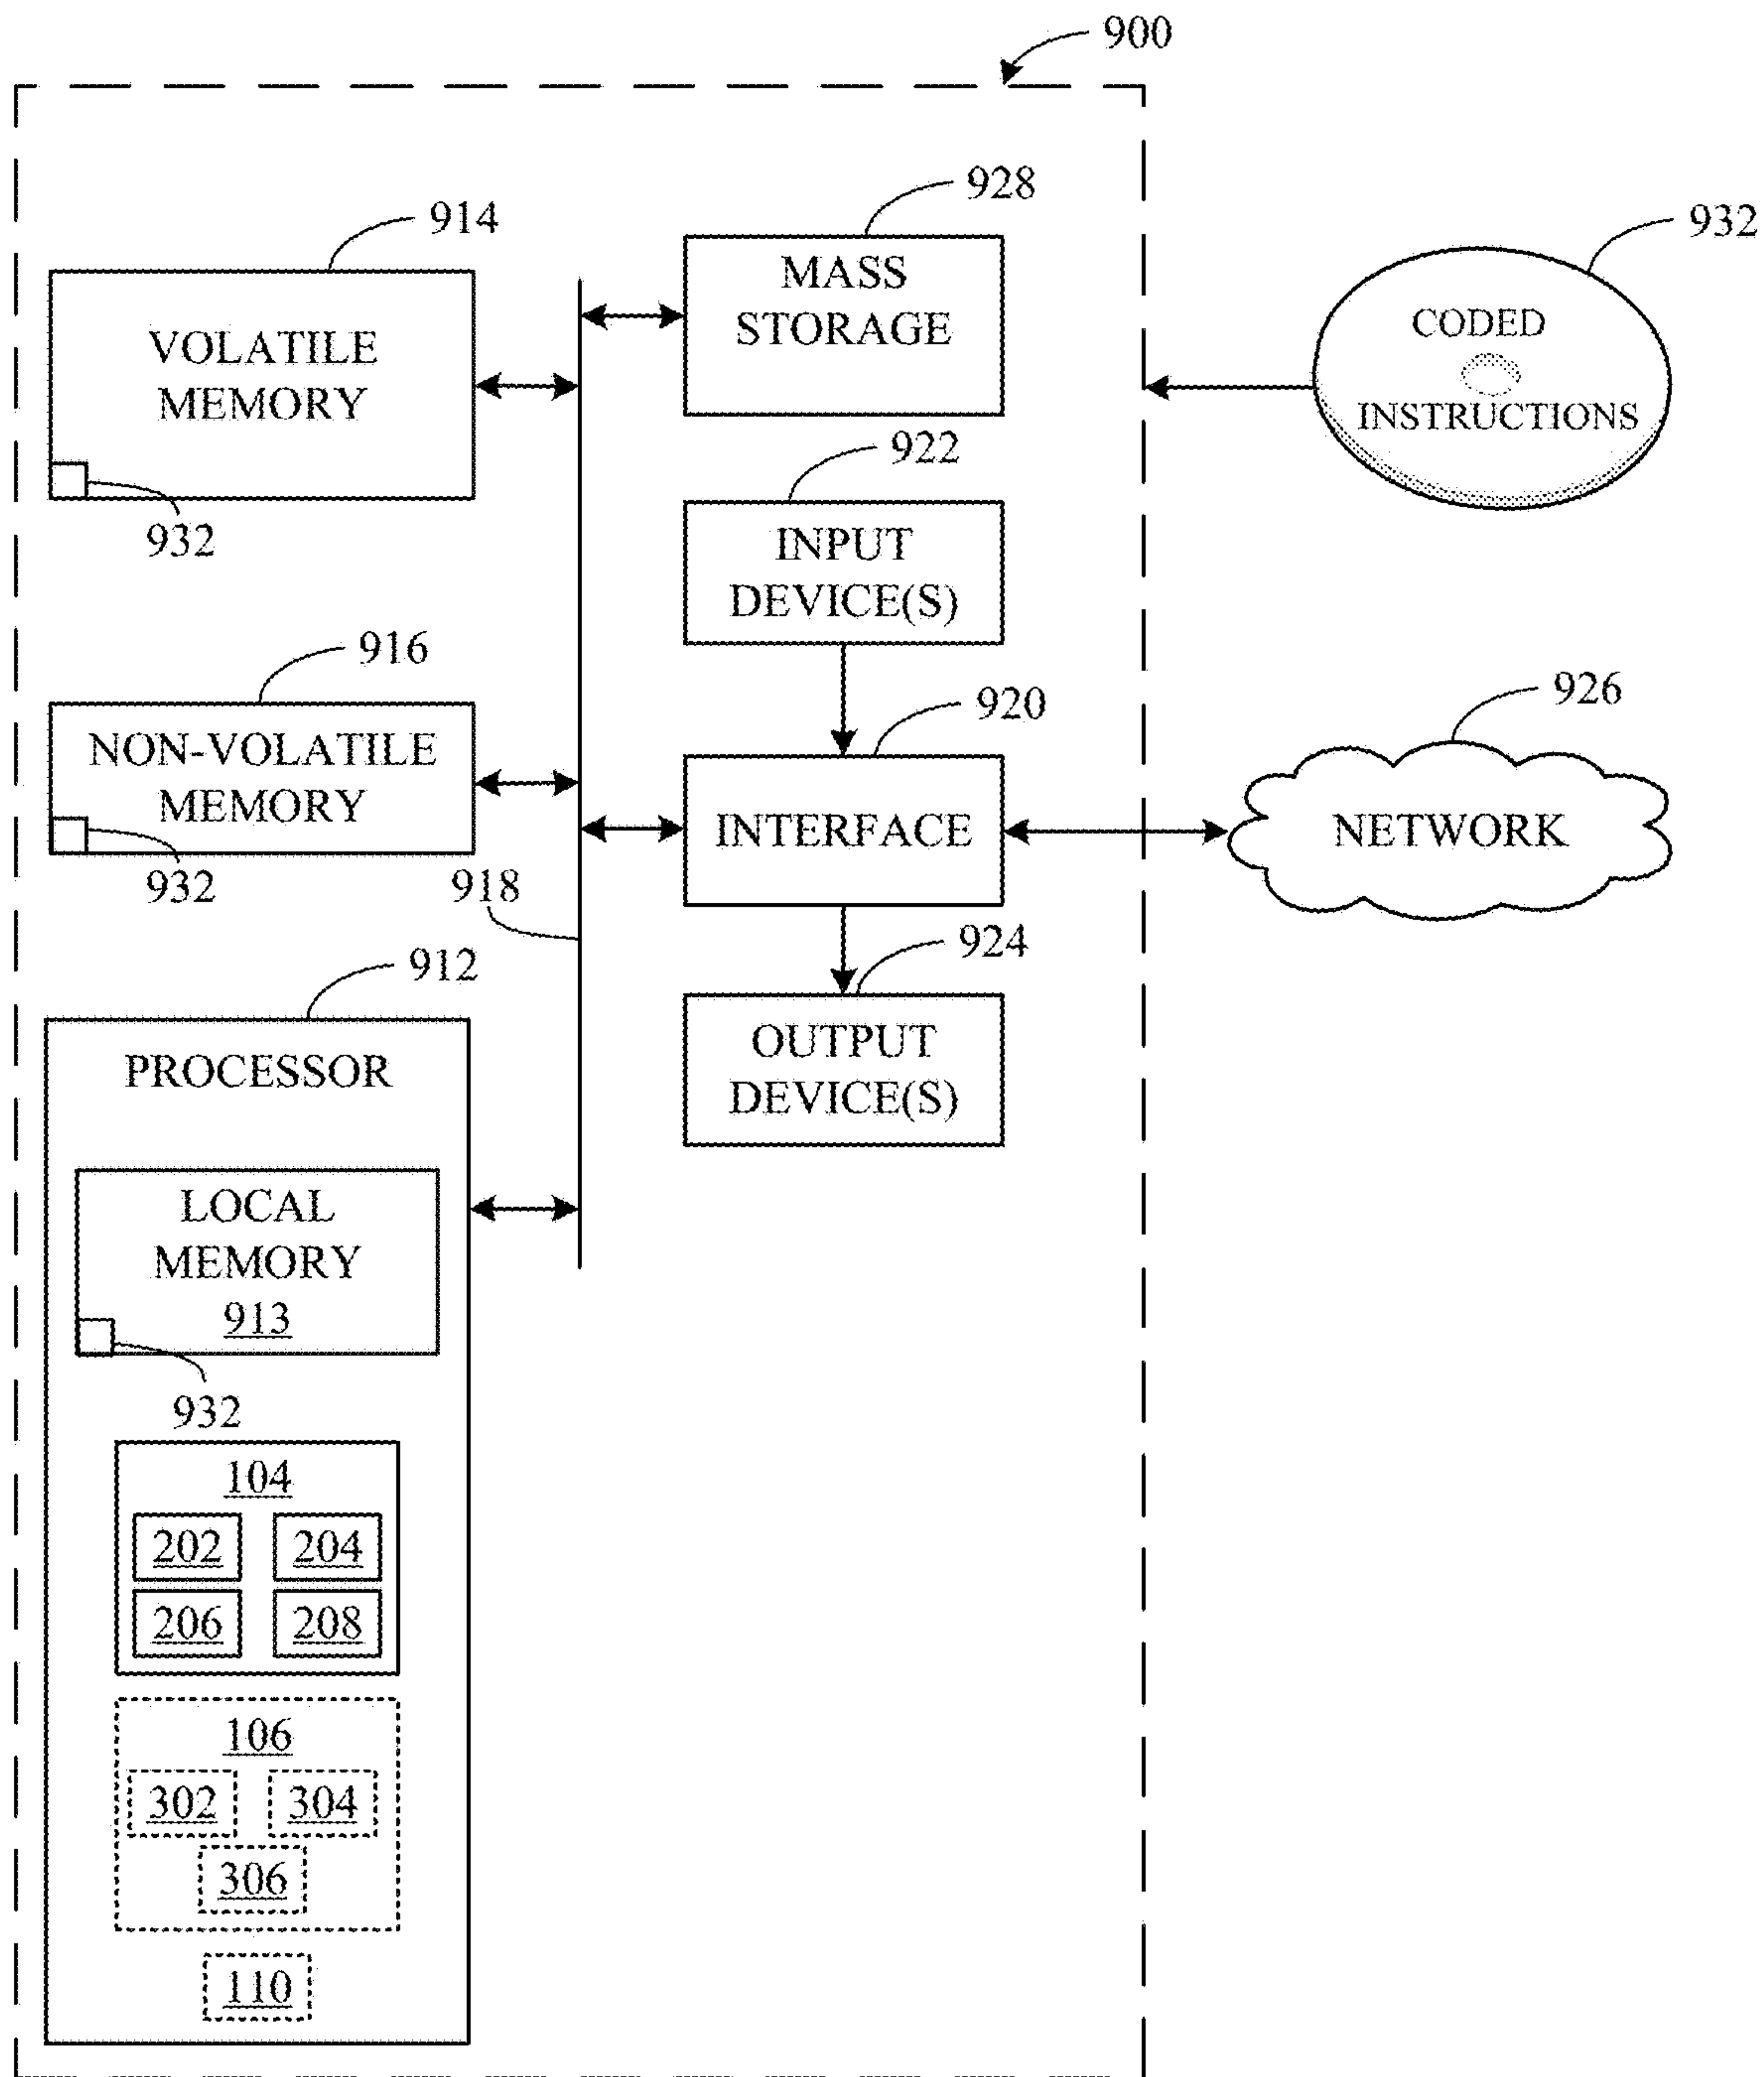 900
914
VOLATILE
MEMORY
932
928
MASS
STORAGE
932
CODED
INSTRUCTIONS
922
INPUT
DEVICE(S)
916
NON-VOLATILE
MEMORY
932
918
920
INTERFACE
926
NETWORK
924
OUTPUT
DEVICE(S)
912
PROCESSOR
LOCAL
MEMORY
913
932
104
202 204
206 208
106
302 304
306
110